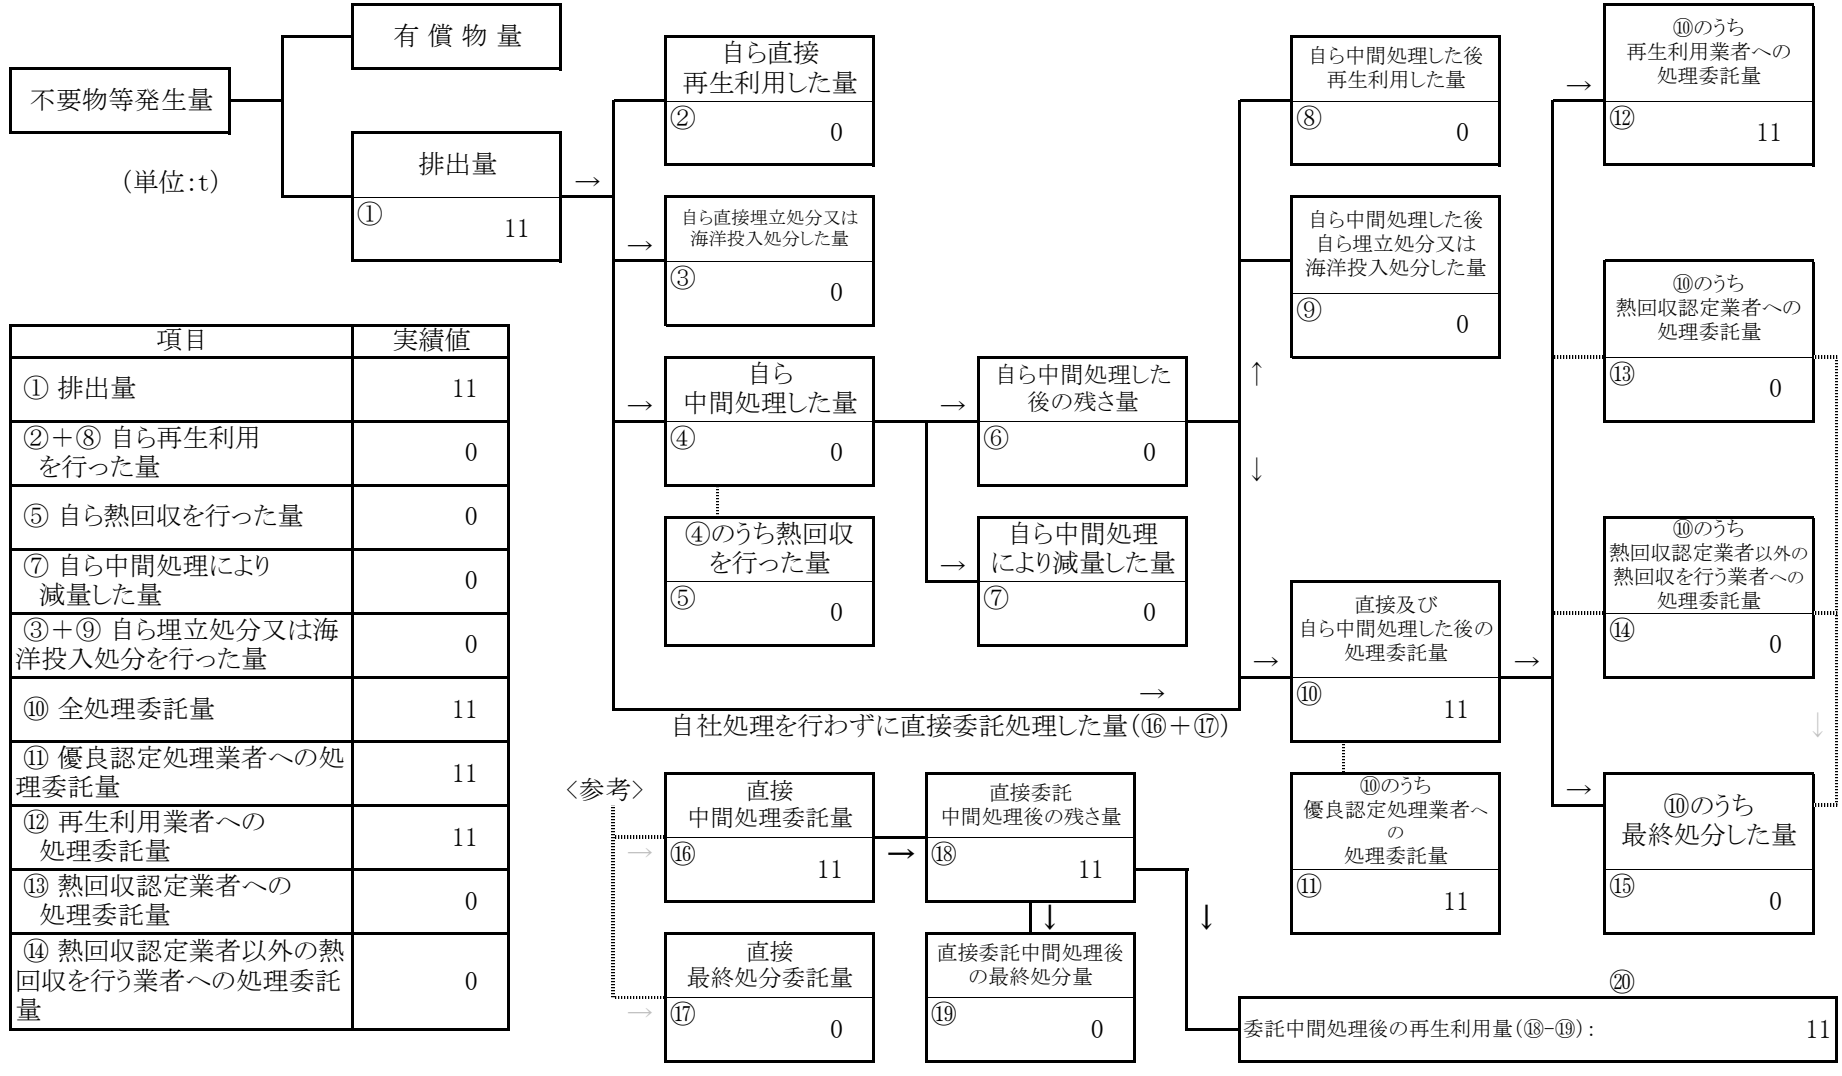 不要物等発生量
(単位:t)
有 償 物 量
排出量
①
11
→
自ら直接
再生利用した量
②
0
→
自ら直接埋立処分又は
海洋投入処分した量
③
0
→
自ら
中間処理した量
④
0
④のうち熱回収
を行った量
⑤
0
→
自ら中間処理した
後の残さ量
⑥
0
→
自ら中間処理
により減量した量
⑦
0
↑
↓
自ら中間処理した後
再生利用した量
⑧
0
自ら中間処理した後
自ら埋立処分又は
海洋投入処分した量
⑨
0
→
自社処理を行わずに直接委託処理した量(⑯+⑰)
→
直接及び
自ら中間処理した後の
処理委託量
⑩
11
⑩のうち
優良認定処理業者へ
の
処理委託量
⑪
11
→
→
⑩のうち
再生利用業者への
処理委託量
⑫
11
⑩のうち
熱回収認定業者への
処理委託量
⑬
0
⑩のうち
熱回収認定業者以外の
熱回収を行う業者への
処理委託量
⑭
0
↓
→
⑩のうち
最終処分した量
⑮
0
項目 実績値
① 排出量 11
②+⑧ 自ら再生利用
を行った量 0
⑤ 自ら熱回収を行った量 0
⑦ 自ら中間処理により
減量した量 0
③+⑨ 自ら埋立処分又は海
洋投入処分を行った量 0
⑩ 全処理委託量 11
⑪ 優良認定処理業者への処
理委託量 11
⑫ 再生利用業者への
処理委託量 11
⑬ 熱回収認定業者への
処理委託量 0
⑭ 熱回収認定業者以外の熱
回収を行う業者への処理委託
量 0
<参考>
→
直接
中間処理委託量
⑯
11
→
直接委託
中間処理後の残さ量
⑱
11
↓
↓
→
直接
最終処分委託量
⑰
0
直接委託中間処理後
の最終処分量
⑲
0
⑳
委託中間処理後の再生利用量(⑱-⑲): 11